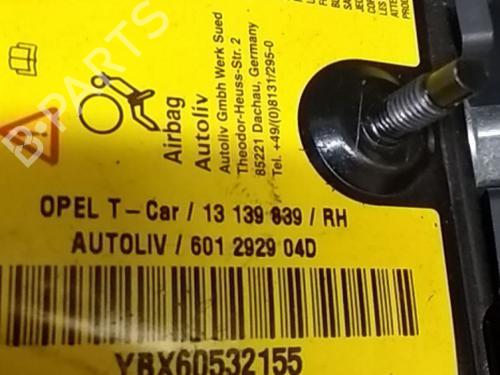 B-PARTS
Airbag
Autoliv
Autoliv Gmbh Werk Sued
Theodor-Heuss-Str. 2
85221 Dachau, Germany
Tel. +49/(0)8131/295-0
OPEL T-Car / 13 139 839 / RH
AUTOLIV / 601 2929 04D
YBX60532155